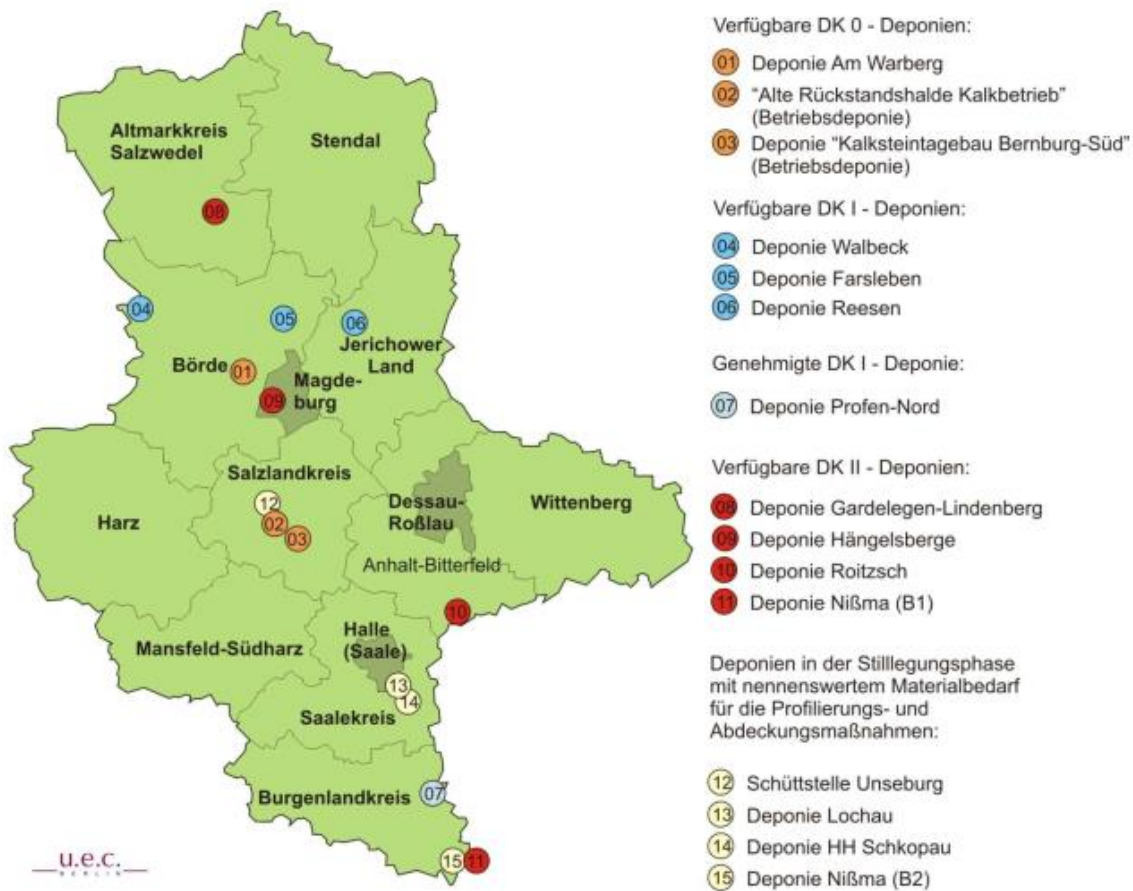 Altmarkkreis
Salzwedel
Stendal
08
04
05
06
Jerichower
Land
Börde
01
Magde-
burg
09
Salzlandkreis
12
02
03
Harz
Dessau-
Roßlau
Wittenberg
Anhalt-Bitterfeld
10
Mansfeld-Südharz
Halle
(Saale)
13
14
Saalekreis
Burgenlandkreis
07
15
11
u.e.c.
BERLIN
Verfügbare DK 0 - Deponien:
01 Deponie Am Warberg
02 “Alte Rückstandshalde Kalkbetrieb”
(Betriebsdeponie)
03 Deponie “Kalksteintagebau Bernburg-Süd”
(Betriebsdeponie)
Verfügbare DK I - Deponien:
04 Deponie Walbeck
05 Deponie Farsleben
06 Deponie Reesen
Genehmigte DK I - Deponie:
07 Deponie Profen-Nord
Verfügbare DK II - Deponien:
08 Deponie Gardelegen-Lindenberg
09 Deponie Hängelsberge
10 Deponie Roitzsch
11 Deponie Nißma (B1)
Deponien in der Stilllegungsphase
mit nennenswertem Materialbedarf
für die Profilierungs- und
Abdeckungsmaßnahmen:
12 Schüttstelle Unseburg
13 Deponie Lochau
14 Deponie HH Schkopau
15 Deponie Nißma (B2)